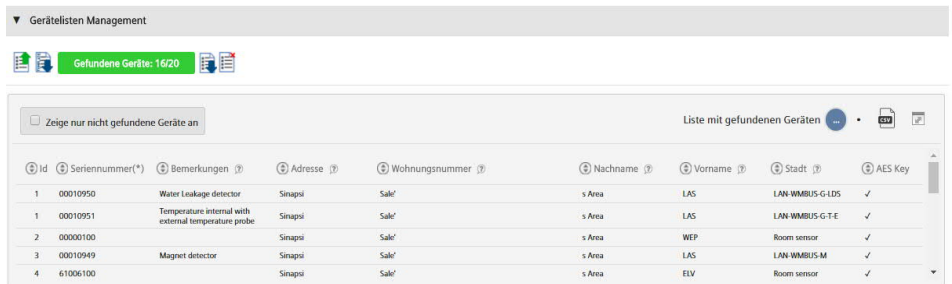 ▼ Gerätelisten Management
Gefundene Geräte: 16/20
Zeige nur nicht gefundene Geräte an
Liste mit gefundenen Geräten ... • CSV
Id Seriennummer(*) Bemerkungen (?) Adresse (?) Wohnungsnummer (?) Nachname (?) Vorname (?) Stadt (?) AES Key
1 00010950 Water Leakage detector Sinapsi Sale' s Area LAS LAN-WMBUS-G-LDS ✓
1 00010951 Temperature internal with external temperature probe Sinapsi Sale' s Area LAS LAN-WMBUS-G-T-E ✓
2 00000100 Sinapsi Sale' s Area WEP Room sensor ✓
3 00010949 Magnet detector Sinapsi Sale' s Area LAS LAN-WMBUS-M ✓
4 61006100 Sinapsi Sale' s Area ELV Room sensor ✓